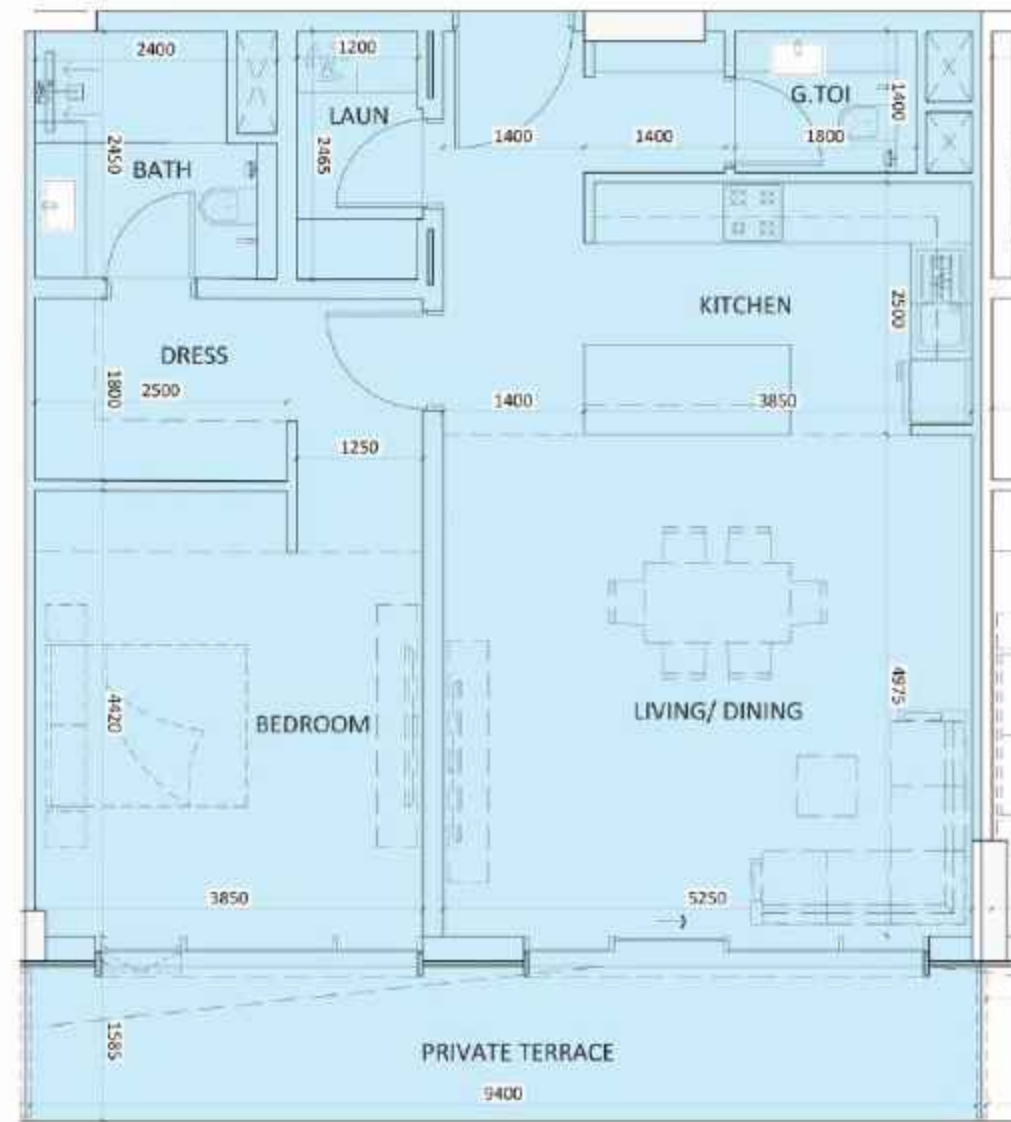 2400
1200
G.TOI
1400
LAUN
1400
1400
1800
2450
2465
BATH
KITCHEN
2500
DRESS
1800
2500
1400
3850
1250
4420
BEDROOM
LIVING/ DINING
4975
3850
5250
1585
PRIVATE TERRACE
9400